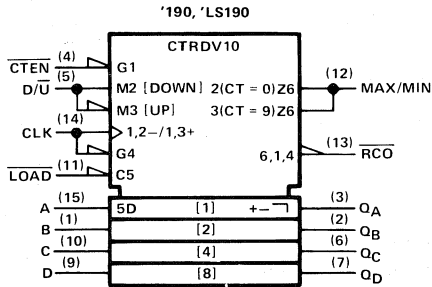 '190, 'LS190
CTRDIV10
CTEN (4) G1
D/U (5) M2 [DOWN] 2(CT = 0)Z6 (12) MAX/MIN
M3 [UP] 3(CT = 9)Z6
CLK (14) 1,2−/1,3+
G4 6,1,4 (13) RCO
LOAD (11) C5
A (15) 5D [1] +− (3) QA
B (1) [2] (2) QB
C (10) [4] (6) QC
D (9) [8] (7) QD